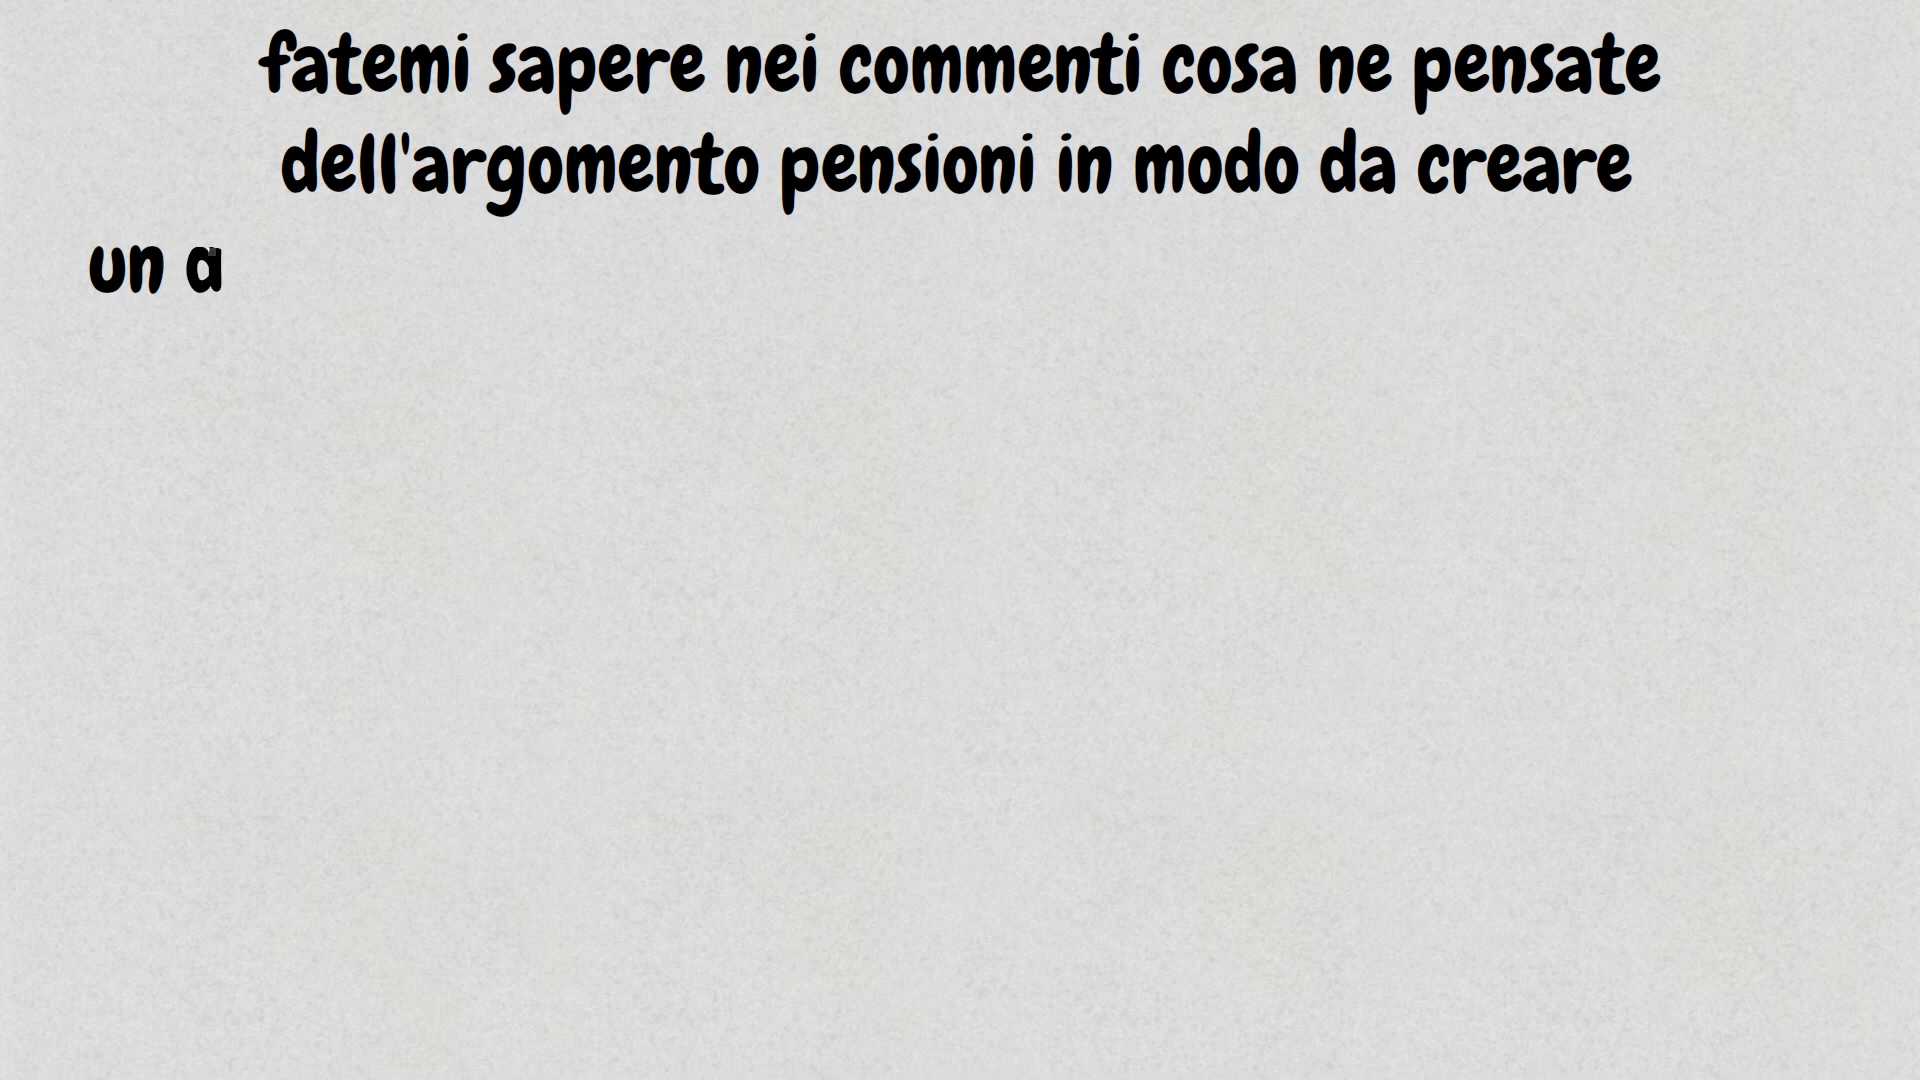 fatemi sapere nei commenti cosa ne pensate
dell'argomento pensioni in modo da creare
un a